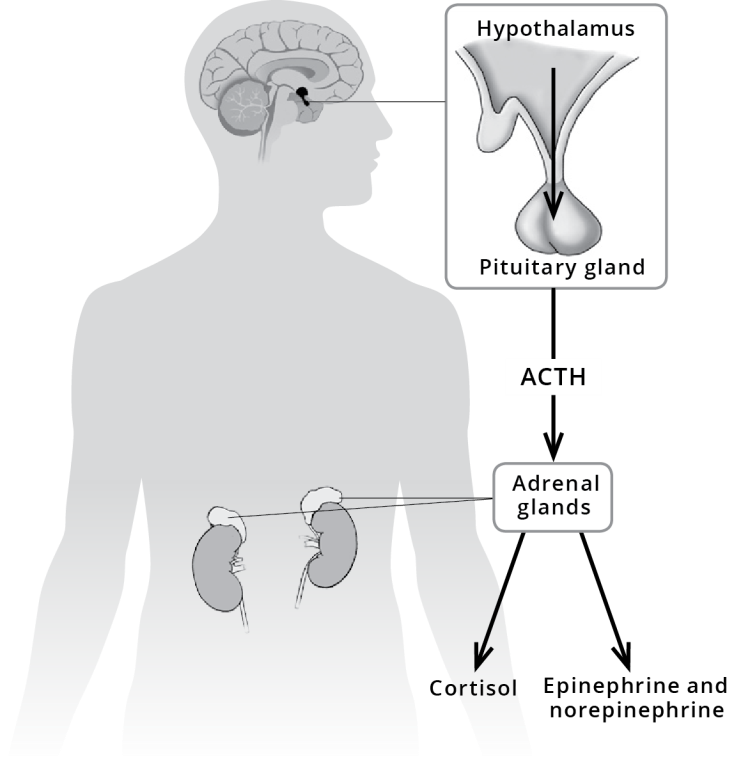 Hypothalamus
Pituitary gland
ACTH
Adrenal
glands
Cortisol
Epinephrine and
norepinephrine